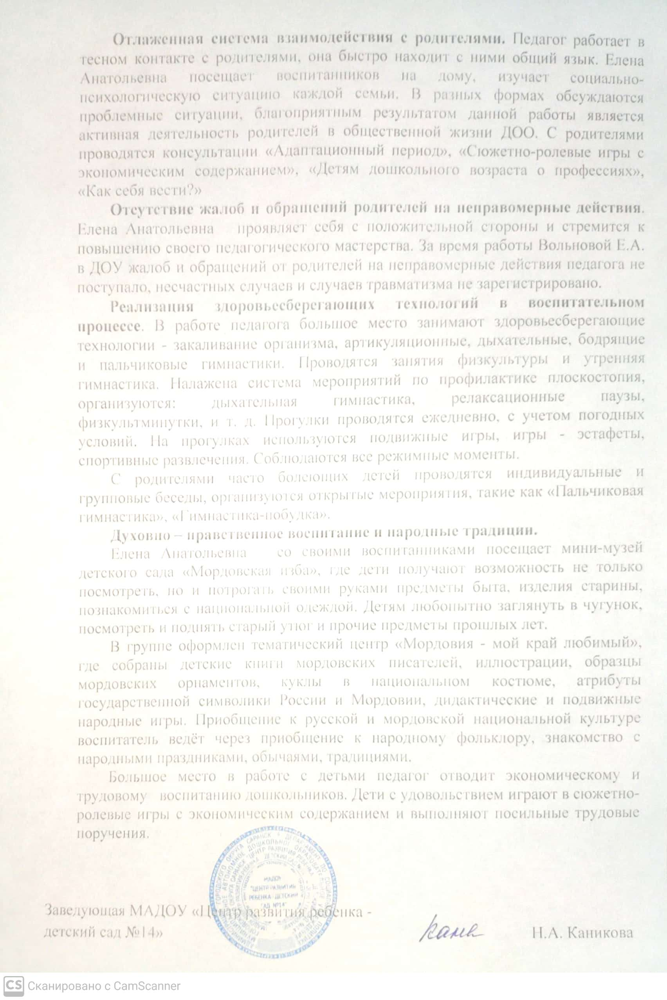 Отлаженная система взаимодействия с родителями. Педагог работает в
тесном контакте с родителями, она быстро находит с ними общий язык. Елена
Анатольевна посещает воспитанников на дому, изучает социально-
психологическую ситуацию каждой семьи. В разных формах обсуждаются
проблемные ситуации, благоприятным результатом данной работы является
активная деятельность родителей в общественной жизни ДОО. С родителями
проводятся консультации «Адаптационный период», «Сюжетно-ролевые игры с
экономическим содержанием», «Детям дошкольного возраста о профессиях»,
«Как себя вести?»
Отсутствие жалоб и обращений родителей на неправомерные действия.
Елена Анатольевна проявляет себя с положительной стороны и стремится к
повышению своего педагогического мастерства. За время работы Вольновой Е.А.
в ДОУ жалоб и обращений от родителей на неправомерные действия педагога не
поступало, несчастных случаев и случаев травматизма не зарегистрировано.
Реализация здоровьесберегающих технологий в воспитательном
процессе. В работе педагога большое место занимают здоровьесберегающие
технологии - закаливание организма, артикуляционные, дыхательные, бодрящие
и пальчиковые гимнастики. Проводятся занятия физкультуры и утренняя
гимнастика. Налажена система мероприятий по профилактике плоскостопия,
организуются: дыхательная гимнастика, релаксационные паузы,
физкультминутки, и т. д. Прогулки проводятся ежедневно, с учетом погодных
условий. На прогулках используются подвижные игры, игры - эстафеты,
спортивные развлечения. Соблюдаются все режимные моменты.
С родителями часто болеющих детей проводятся индивидуальные и
групповые беседы, организуются открытые мероприятия, такие как «Пальчиковая
гимнастика», «Гимнастика-побудка».
Духовно – нравственное воспитание и народные традиции.
Елена Анатольевна со своими воспитанниками посещает мини-музей
детского сада «Мордовская изба», где дети получают возможность не только
посмотреть, но и потрогать своими руками предметы быта, изделия старины,
познакомиться с национальной одеждой. Детям любопытно заглянуть в чугунок,
посмотреть и поднять старый утюг и прочие предметы прошлых лет.
В группе оформлен тематический центр «Мордовия - мой край любимый»,
где собраны детские книги мордовских писателей, иллюстрации, образцы
мордовских орнаментов, куклы в национальном костюме, атрибуты
государственной символики России и Мордовии, дидактические и подвижные
народные игры. Приобщение к русской и мордовской национальной культуре
воспитатель ведёт через приобщение к народному фольклору, знакомство с
народными праздниками, обычаями, традициями.
Большое место в работе с детьми педагог отводит экономическому и
трудовому воспитанию дошкольников. Дети с удовольствием играют в сюжетно-
ролевые игры с экономическим содержанием и выполняют посильные трудовые
поручения.
МАДОУ
"ЦЕНТР РАЗВИТИЯ
РЕБЕНКА - ДЕТСКИЙ
САД №14"
Заведующая МАДОУ «Центр развития ребенка -
детский сад №14»
Н.А. Каникова
CS Сканировано с CamScanner